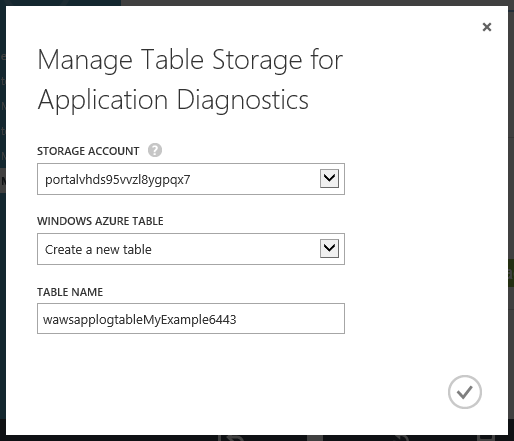 Manage Table Storage for
Application Diagnostics
STORAGE ACCOUNT ?
portalvhds95vvzl8ygpqx7
WINDOWS AZURE TABLE
Create a new table
TABLE NAME
wawsapplogtableMyExample6443